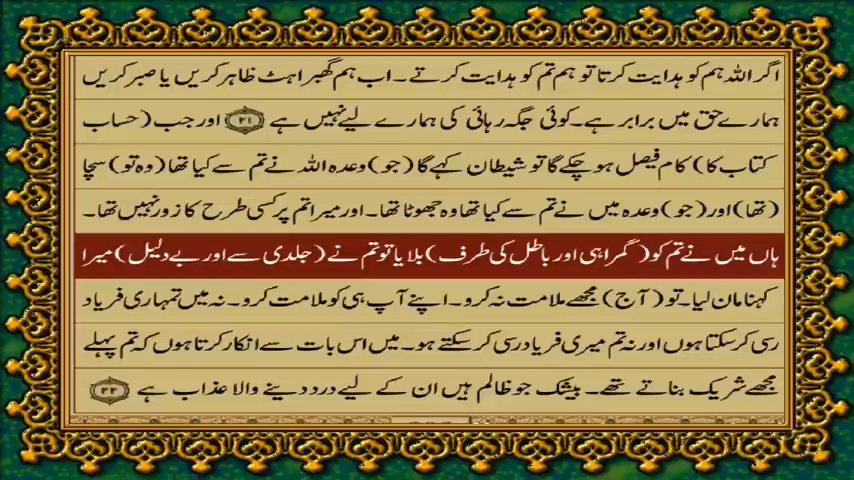 اگر اللہ ہم کو ہدایت کرتا تو ہم تم کو ہدایت کرتے۔ اب ہم گھبراہٹ ظاہر کریں یا صبر کریں
ہمارے حق میں برابر ہے۔ کوئی جگہ رہائی کی ہمارے لیے نہیں ہے ۲۱ اور جب (حساب
کتاب کا) کام فیصل ہو چکے گا تو شیطان کہے گا (جو) وعدہ اللہ نے تم سے کیا تھا (وہ تو) سچا
(تھا) اور (جو) وعدہ میں نے تم سے کیا تھا وہ جھوٹا تھا۔ اور میرا تم پر کسی طرح کا زور نہیں تھا۔
ہاں میں نے تم کو (گمراہی اور باطل کی طرف) بلایا تو تم نے (جلدی سے اور بے دلیل) میرا
کہنا مان لیا۔ تو (آج) مجھے ملامت نہ کرو۔ اپنے آپ ہی کو ملامت کرو۔ نہ میں تمہاری فریاد
رسی کر سکتا ہوں اور نہ تم میری فریاد رسی کر سکتے ہو۔ میں اس بات سے انکار کرتا ہوں کہ تم پہلے
مجھے شریک بناتے تھے۔ بیشک جو ظالم ہیں ان کے لیے درد دینے والا عذاب ہے ۲۲